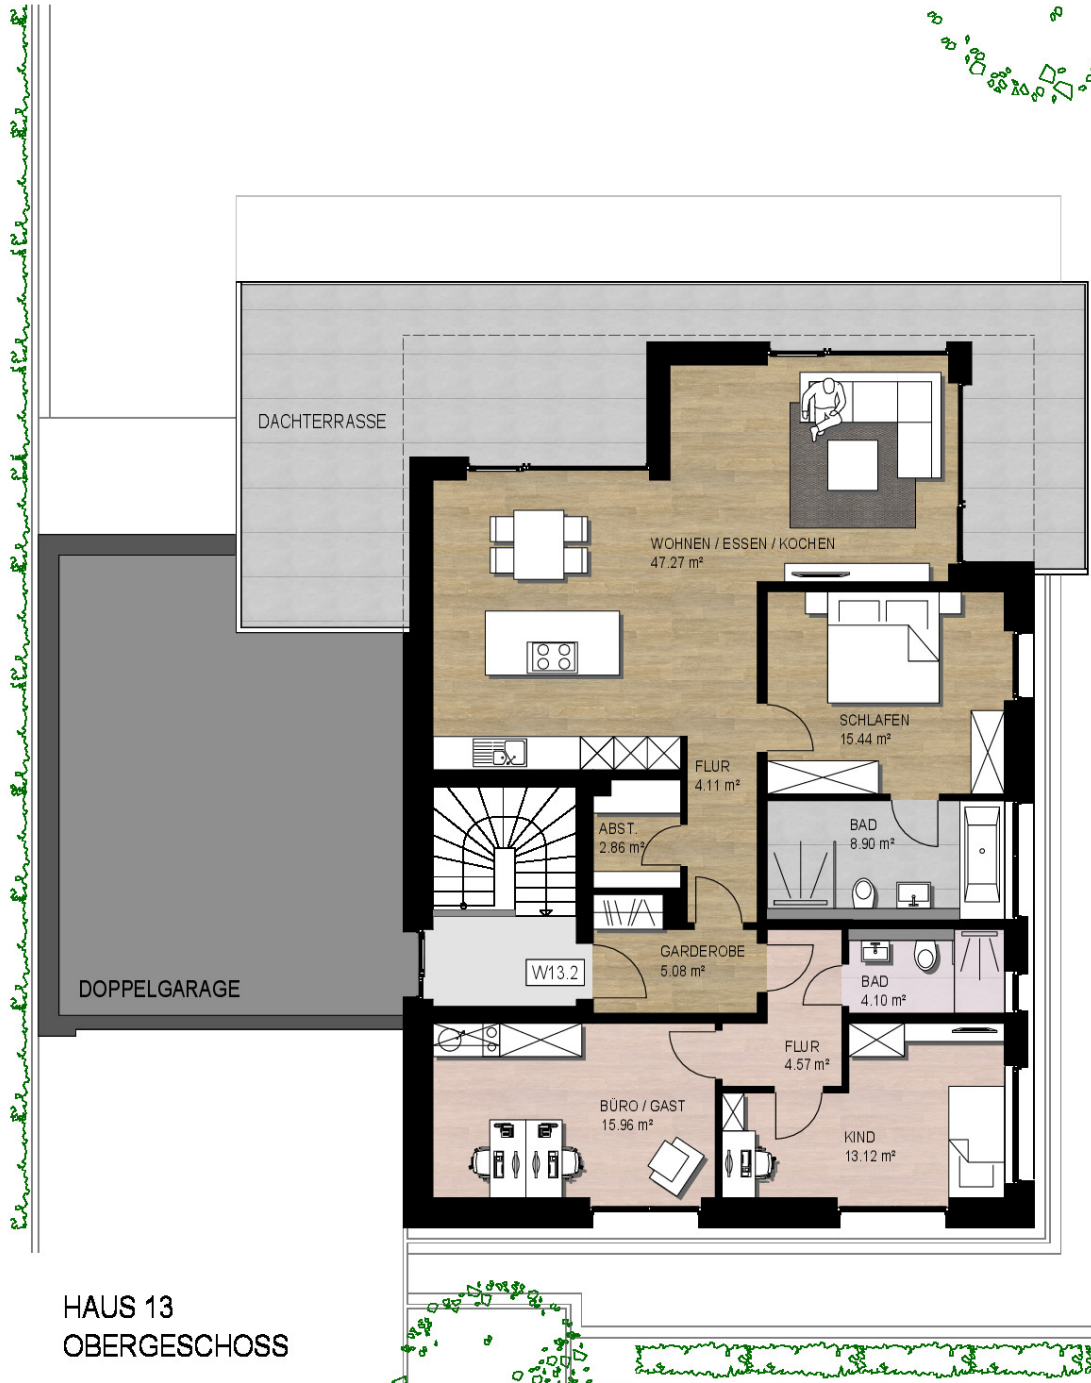 DACHTERRASSE
WOHNEN / ESSEN / KOCHEN
47.27 m²
SCHLAFEN
15.44 m²
FLUR
4.11 m²
ABST.
2.86 m²
BAD
8.90 m²
GARDEROBE
5.08 m²
W13.2
BAD
4.10 m²
DOPPELGARAGE
FLUR
4.57 m²
BÜRO / GAST
15.96 m²
KIND
13.12 m²
HAUS 13
OBERGESCHOSS